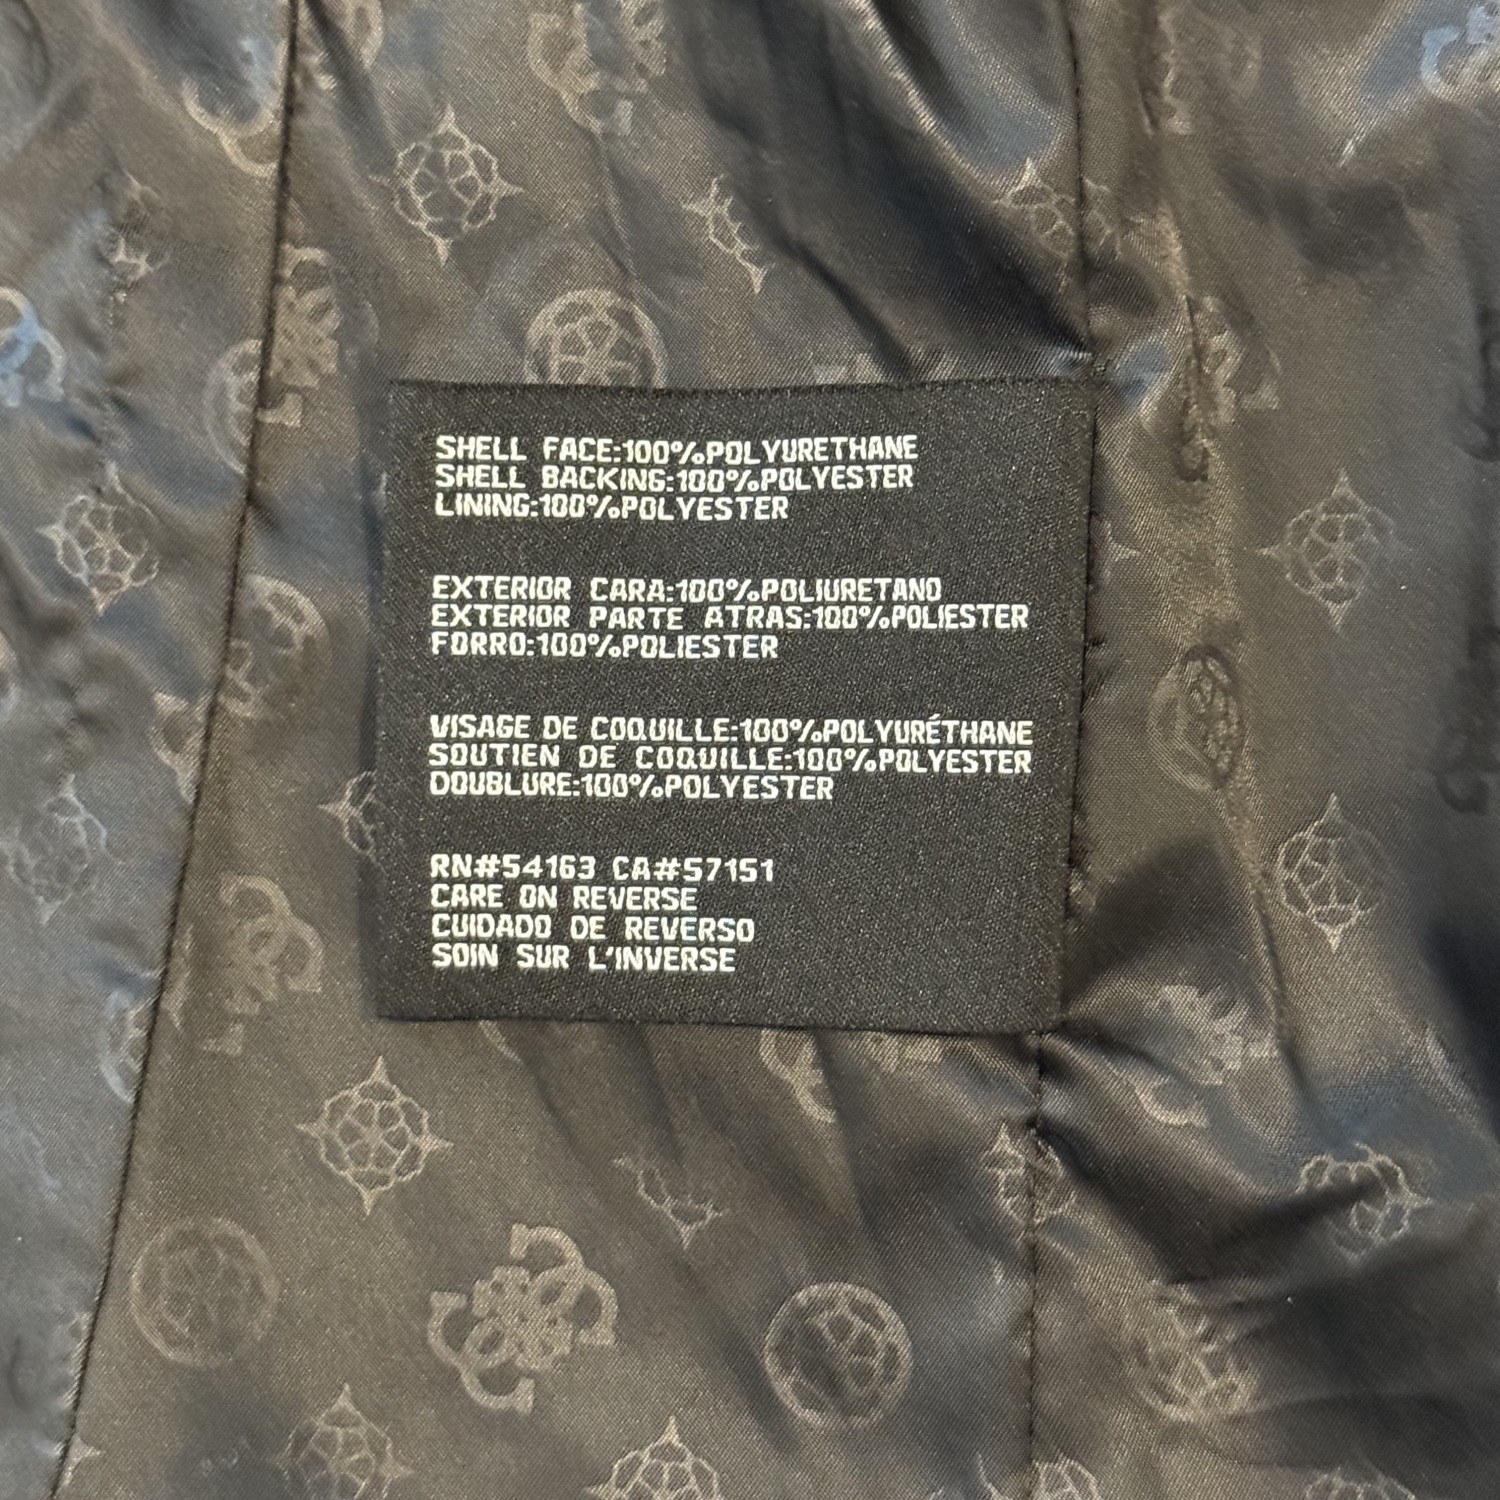 SHELL FACE:100%POLYURETHANE
SHELL BACKING:100%POLYESTER
LINING:100%POLYESTER
EXTERIOR CARA:100%POLIURETANO
EXTERIOR PARTE ATRAS:100%POLIESTER
FORRO:100%POLIESTER
VISAGE DE COQUILLE:100%POLYURÉTHANE
SOUTIEN DE COQUILLE:100%POLYESTER
DOUBLURE:100%POLYESTER
RN#54163 CA#57151
CARE ON REVERSE
CUIDADO DE REVERSO
SOIN SUR L'INVERSE